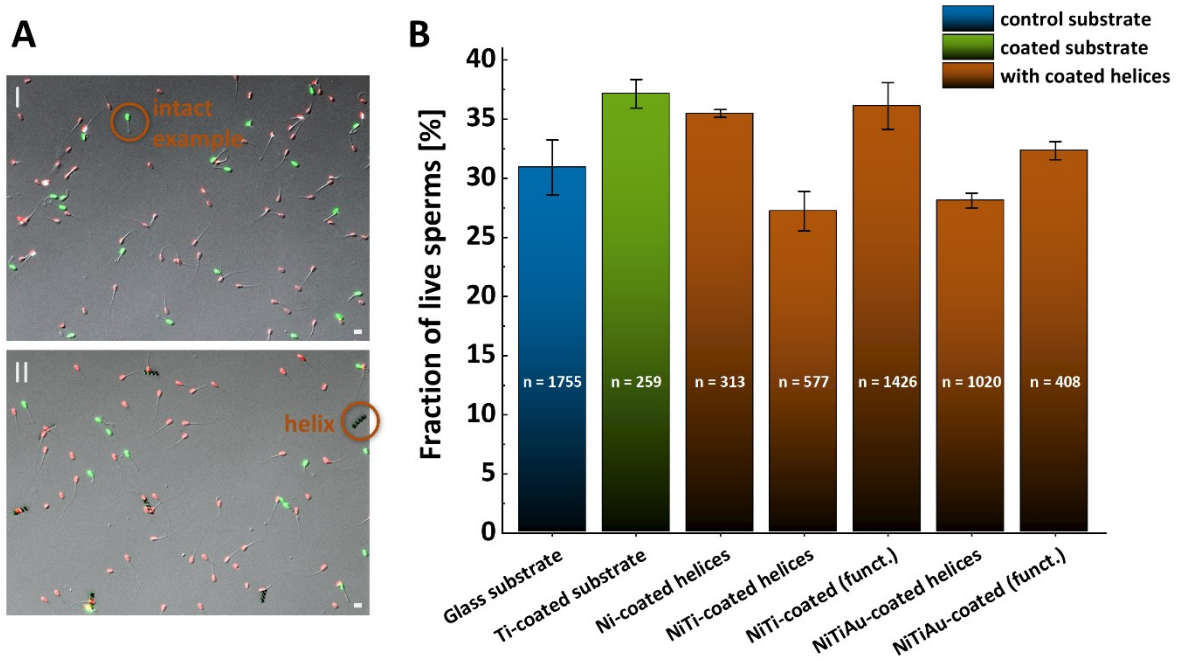 A
I
intact
example
II
helix
B
control substrate
coated substrate
with coated helices
Fraction of live sperms [%]
40
35
30
25
20
15
10
5
0
n = 1755
n = 259
n = 313
n = 577
n = 1426
n = 1020
n = 408
Glass substrate
Ti-coated substrate
Ni-coated helices
NiTi-coated helices
NiTi-coated (funct.)
NiTiAu-coated helices
NiTiAu-coated (funct.)